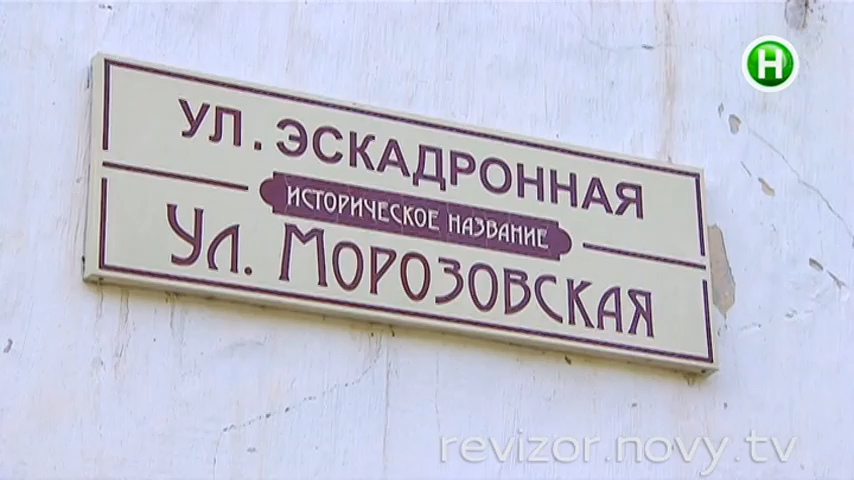 Н
УЛ. ЭСКАДРОННАЯ
ИСТОРИЧЕСКОЕ НАЗВАНИЕ
УЛ. МОРОЗОВСКАЯ
revizor.novy.tv